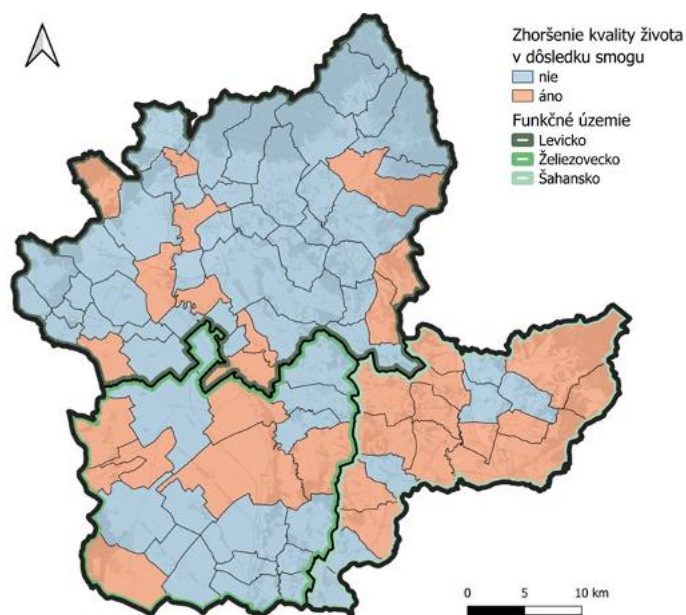 Zhoršenie kvality života
v dôsledku smogu
nie
áno
Funkčné územie
Levicko
Želiezovecko
Šahansko
0 5 10 km